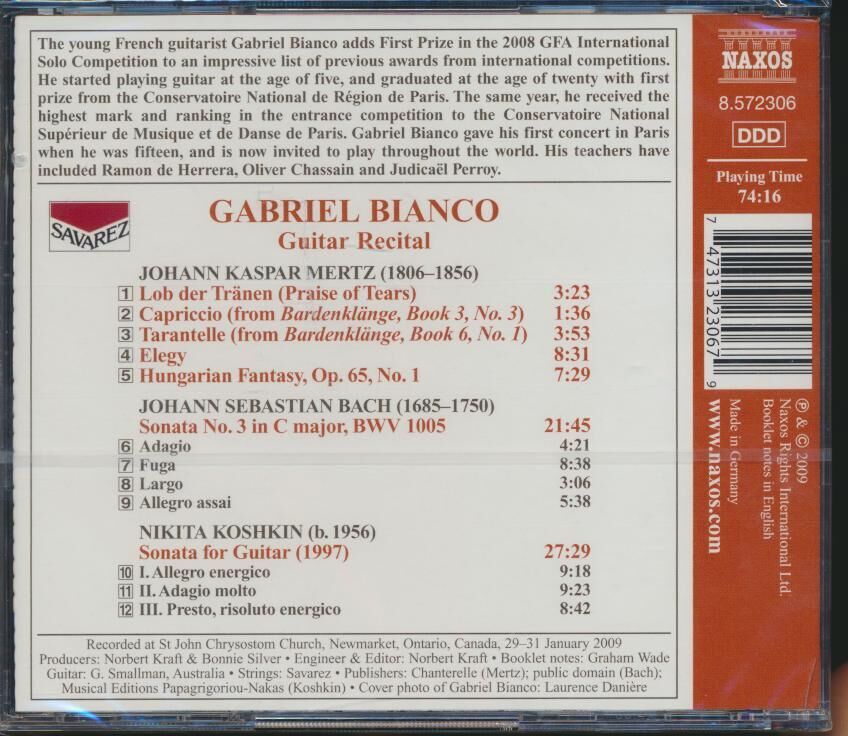 The young French guitarist Gabriel Bianco adds First Prize in the 2008 GFA International
Solo Competition to an impressive list of previous awards from international competitions.
He started playing guitar at the age of five, and graduated at the age of twenty with first
prize from the Conservatoire National de Région de Paris. The same year, he received the
highest mark and ranking in the entrance competition to the Conservatoire National
Supérieur de Musique et de Danse de Paris. Gabriel Bianco gave his first concert in Paris
when he was fifteen, and is now invited to play throughout the world. His teachers have
included Ramon de Herrera, Oliver Chassain and Judicaël Perroy.
SAVAREZ
GABRIEL BIANCO
Guitar Recital
JOHANN KASPAR MERTZ (1806–1856)
1 Lob der Tränen (Praise of Tears) 3:23
2 Capriccio (from Bardenklänge, Book 3, No. 3) 1:36
3 Tarantelle (from Bardenklänge, Book 6, No. 1) 3:53
4 Elegy 8:31
5 Hungarian Fantasy, Op. 65, No. 1 7:29
JOHANN SEBASTIAN BACH (1685–1750)
Sonata No. 3 in C major, BWV 1005 21:45
6 Adagio 4:21
7 Fuga 8:38
8 Largo 3:06
9 Allegro assai 5:38
NIKITA KOSHKIN (b. 1956)
Sonata for Guitar (1997) 27:29
10 I. Allegro energico 9:18
11 II. Adagio molto 9:23
12 III. Presto, risoluto energico 8:42
Recorded at St John Chrysostom Church, Newmarket, Ontario, Canada, 29–31 January 2009
Producers: Norbert Kraft & Bonnie Silver • Engineer & Editor: Norbert Kraft • Booklet notes: Graham Wade
Guitar: G. Smallman, Australia • Strings: Savarez • Publishers: Chanterelle (Mertz); public domain (Bach);
Musical Editions Papagrigoriou-Nakas (Koshkin) • Cover photo of Gabriel Bianco: Laurence Danière
NAXOS
8.572306
DDD
Playing Time
74:16
7 47313 23067 9
℗ & © 2009
Naxos Rights International Ltd.
Booklet notes in English
Made in Germany
www.naxos.com